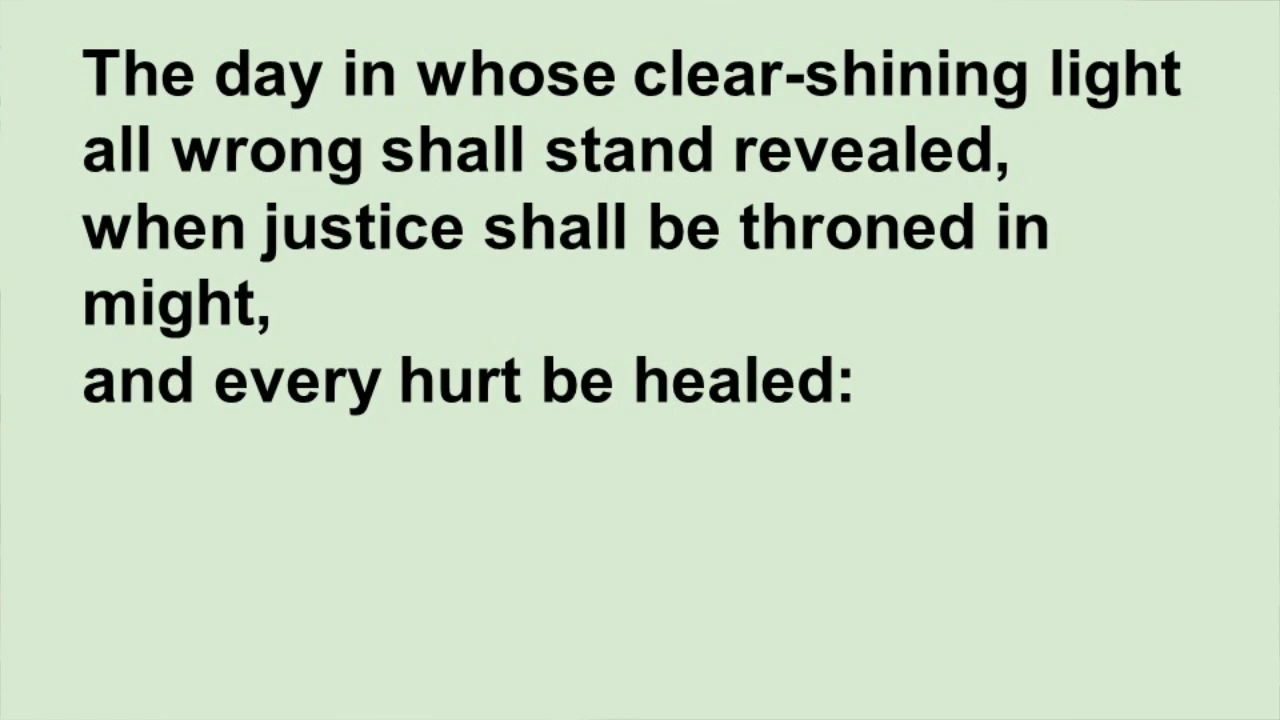 The day in whose clear-shining light
all wrong shall stand revealed,
when justice shall be throned in
might,
and every hurt be healed: